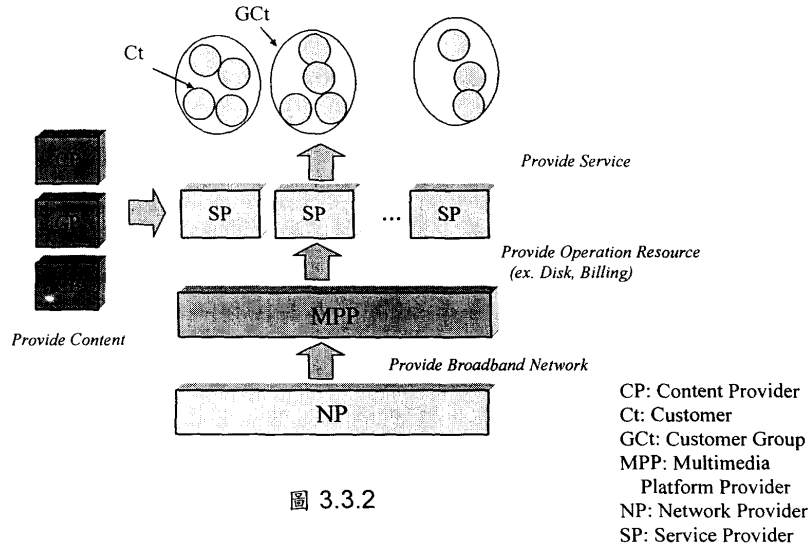 GCt
Ct
CP
Provide Service
CP
SP
SP
...
SP
Provide Operation Resource
(ex. Disk, Billing)
MPP
Provide Content
Provide Broadband Network
NP
CP: Content Provider
Ct: Customer
GCt: Customer Group
MPP: Multimedia
Platform Provider
NP: Network Provider
SP: Service Provider
圖 3.3.2